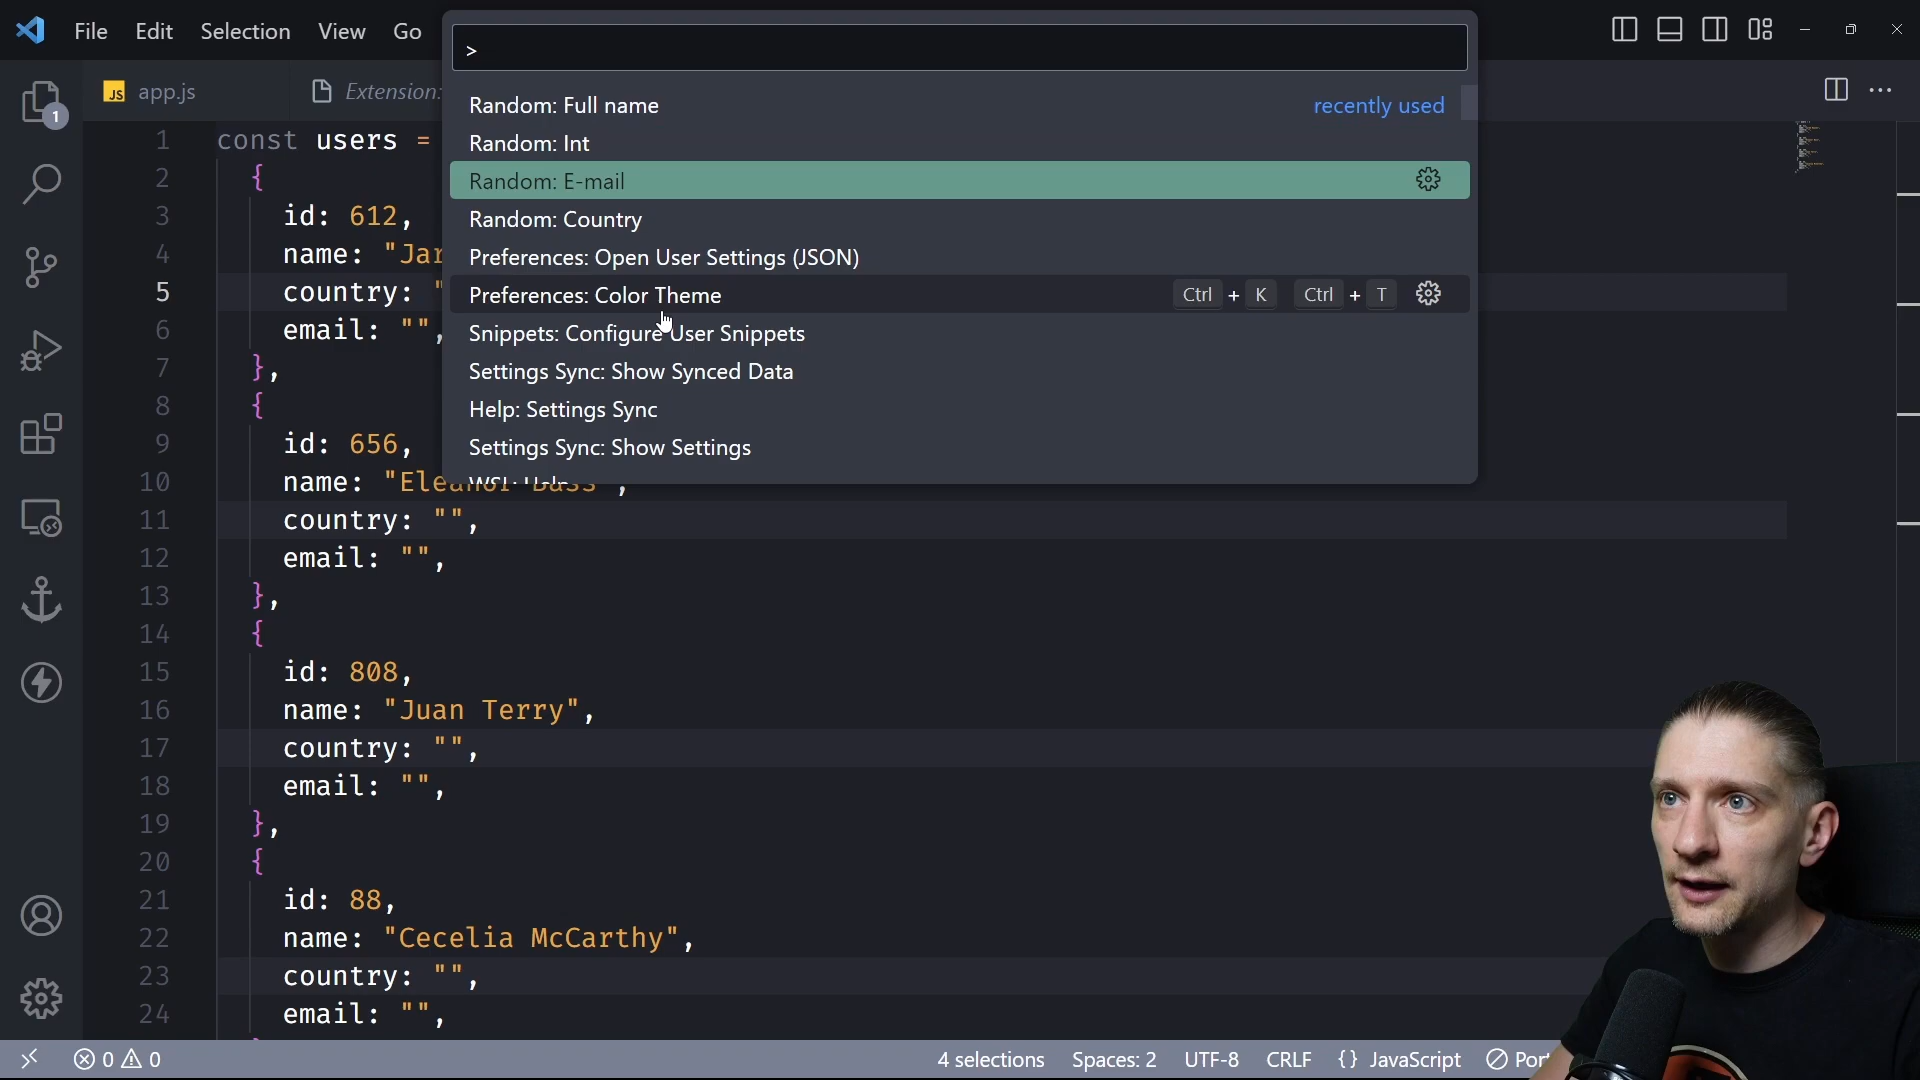 File Edit Selection View Go
>
JS app.js Extension:
Random: Full name recently used
Random: Int
Random: E-mail
Random: Country
Preferences: Open User Settings (JSON)
Preferences: Color Theme Ctrl + K Ctrl + T
Snippets: Configure User Snippets
Settings Sync: Show Synced Data
Help: Settings Sync
Settings Sync: Show Settings
1 const users =
2 {
3 id: 612,
4 name: "Jar
5 country: "
6 email: "",
7 },
8 {
9 id: 656,
10 name: "Eleanor Bass",
11 country: "",
12 email: "",
13 },
14 {
15 id: 808,
16 name: "Juan Terry",
17 country: "",
18 email: "",
19 },
20 {
21 id: 88,
22 name: "Cecelia McCarthy",
23 country: "",
24 email: "",
1
0 0 4 selections Spaces: 2 UTF-8 CRLF {} JavaScript Port